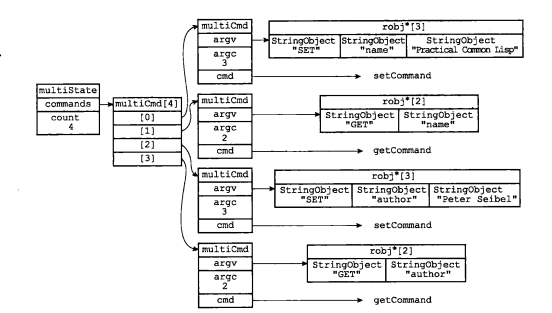 multiState
commands
count
4
multiCmd[4]
[0]
[1]
[2]
[3]
multiCmd
argv
argc
3
cmd
robj*[3]
StringObject
"SET"
StringObject
"name"
StringObject
"Practical Common Lisp"
setCommand
multiCmd
argv
argc
2
cmd
robj*[2]
StringObject
"GET"
StringObject
"name"
getCommand
multiCmd
argv
argc
3
cmd
robj*[3]
StringObject
"SET"
StringObject
"author"
StringObject
"Peter Seibel"
setCommand
multiCmd
argv
argc
2
cmd
robj*[2]
StringObject
"GET"
StringObject
"author"
getCommand